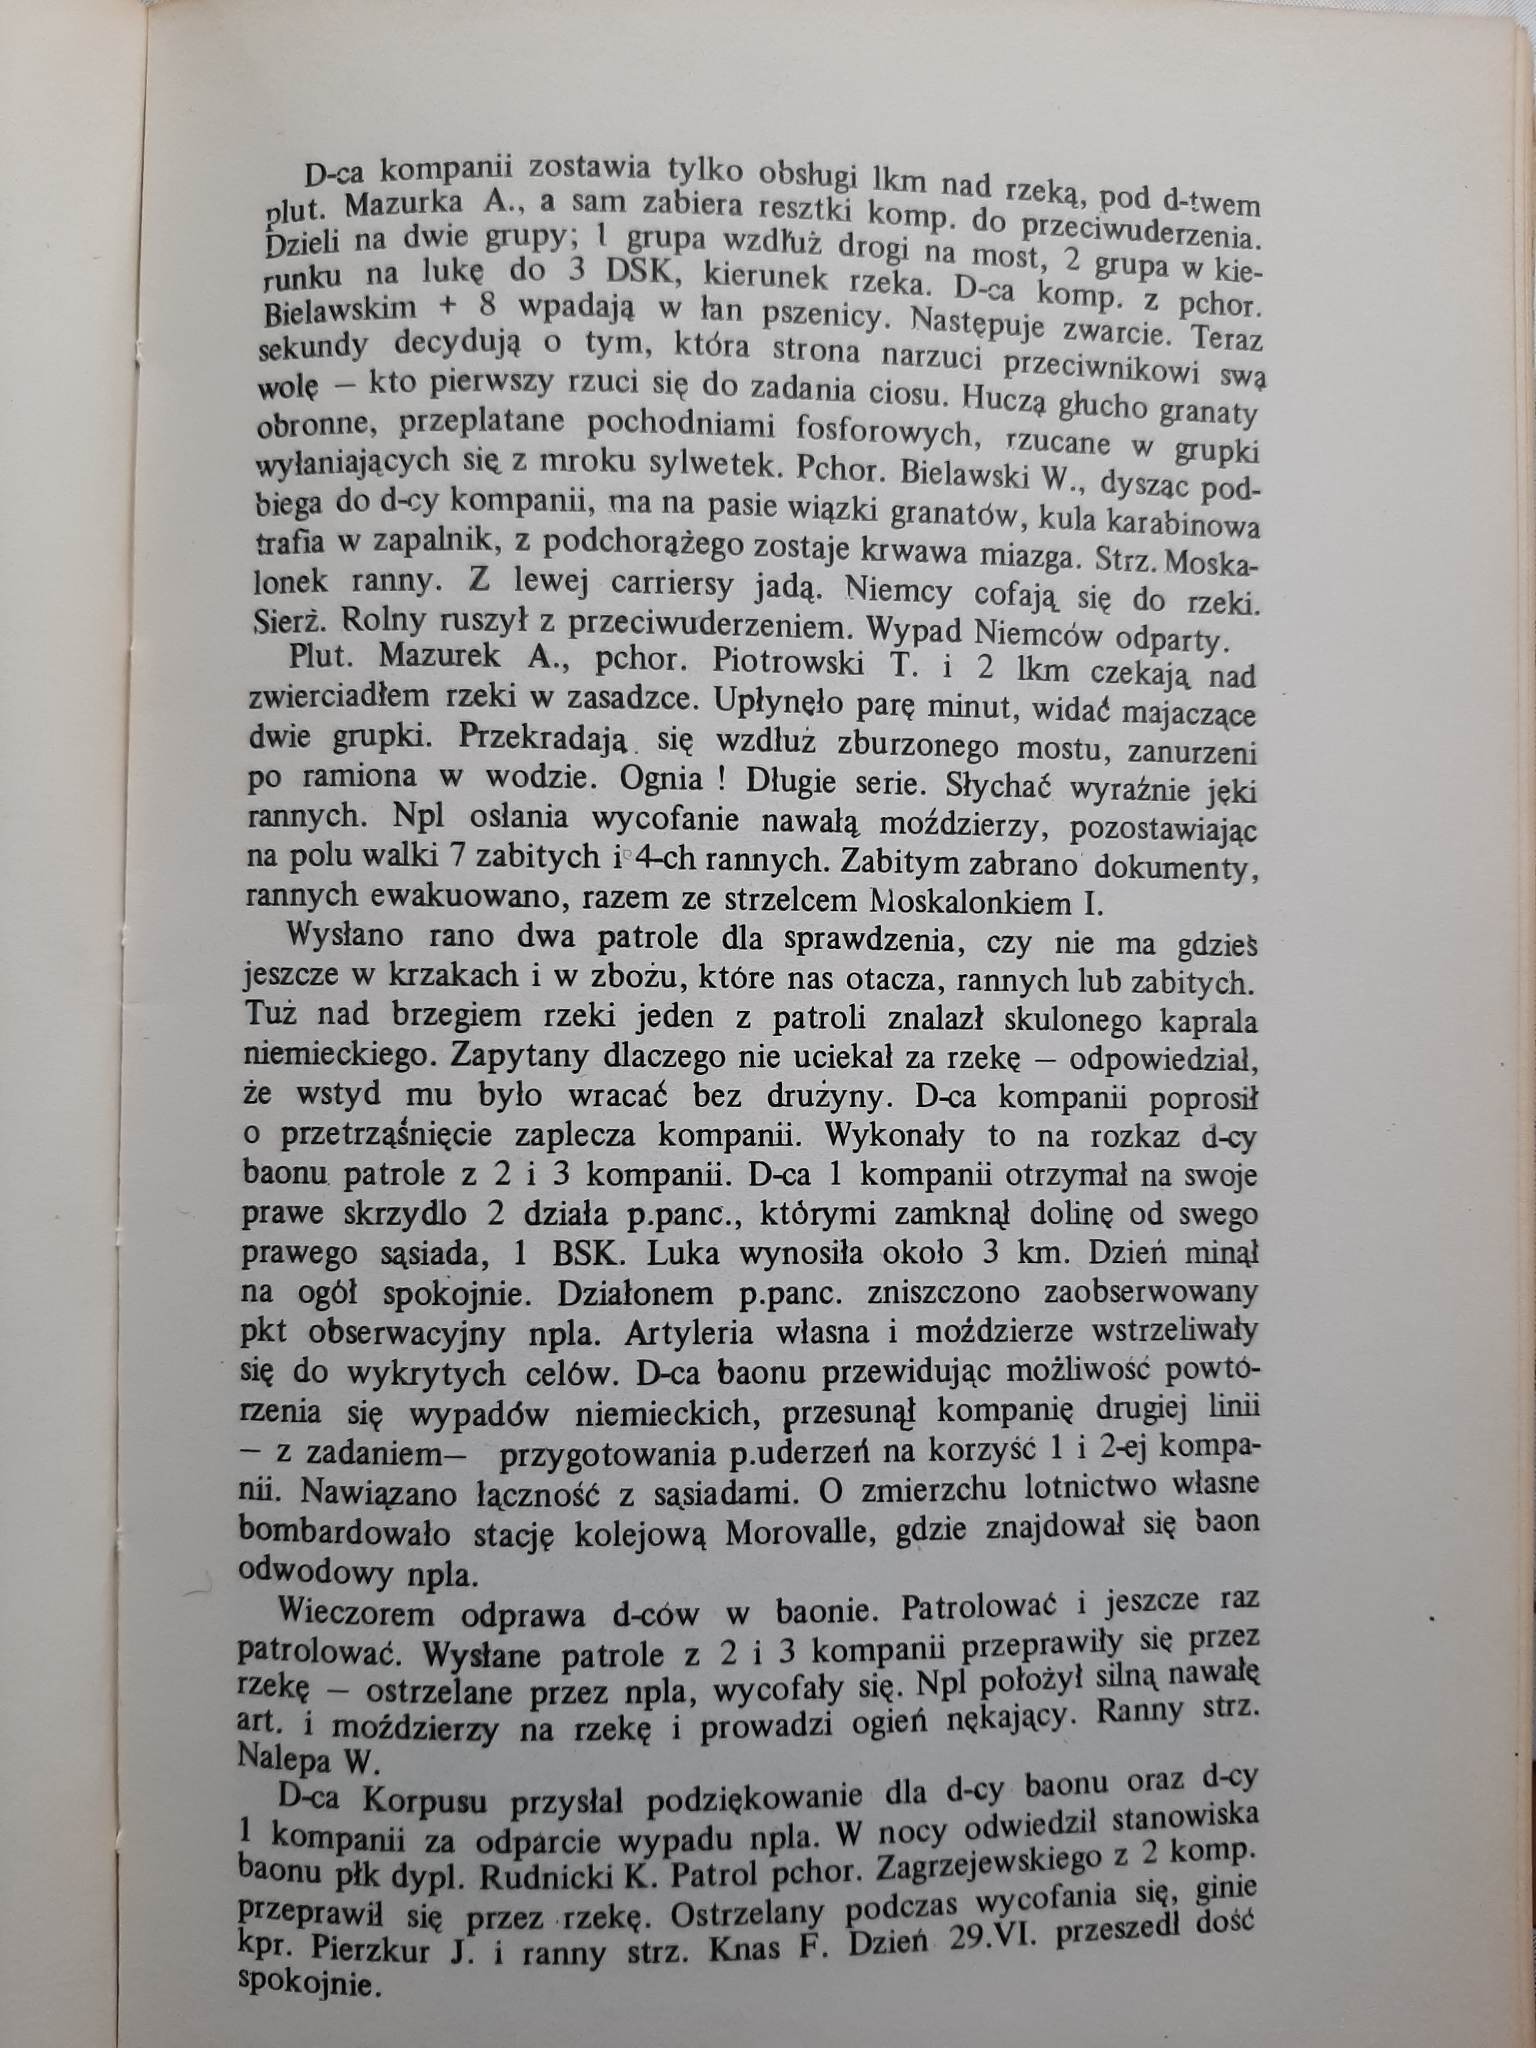 D-ca kompanii zostawia tylko obsługi lkm nad rzeką, pod d-twem
plut. Mazurka A., a sam zabiera resztki komp. do przeciwuderzenia.
Dzieli na dwie grupy; 1 grupa wzdłuż drogi na most, 2 grupa w kie-
runku na lukę do 3 DSK, kierunek rzeka. D-ca komp. z pchor.
Bielawskim + 8 wpadają w łan pszenicy. Następuje zwarcie. Teraz
sekundy decydują o tym, która strona narzuci przeciwnikowi swą
wolę – kto pierwszy rzuci się do zadania ciosu. Huczą głucho granaty
obronne, przeplatane pochodniami fosforowych, rzucane w grupki
wyłaniających się z mroku sylwetek. Pchor. Bielawski W., dysząc pod-
biega do d-cy kompanii, ma na pasie wiązki granatów, kula karabinowa
trafia w zapalnik, z podchorążego zostaje krwawa miazga. Strz. Moska-
lonek ranny. Z lewej carriersy jadą. Niemcy cofają się do rzeki.
Sierż. Rolny ruszył z przeciwuderzeniem. Wypad Niemców odparty.
Plut. Mazurek A., pchor. Piotrowski T. i 2 lkm czekają nad
zwierciadłem rzeki w zasadzce. Upłynęło parę minut, widać majaczące
dwie grupki. Przekradają się wzdłuż zburzonego mostu, zanurzeni
po ramiona w wodzie. Ognia ! Długie serie. Słychać wyraźnie jęki
rannych. Npl osłania wycofanie nawałą moździerzy, pozostawiając
na polu walki 7 zabitych i 4-ch rannych. Zabitym zabrano dokumenty,
rannych ewakuowano, razem ze strzelcem Moskalonkiem I.
Wysłano rano dwa patrole dla sprawdzenia, czy nie ma gdzieś
jeszcze w krzakach i w zbożu, które nas otacza, rannych lub zabitych.
Tuż nad brzegiem rzeki jeden z patroli znalazł skulonego kaprala
niemieckiego. Zapytany dlaczego nie uciekał za rzekę – odpowiedział,
że wstyd mu było wracać bez drużyny. D-ca kompanii poprosił
o przetrząśnięcie zaplecza kompanii. Wykonały to na rozkaz d-cy
baonu patrole z 2 i 3 kompanii. D-ca 1 kompanii otrzymał na swoje
prawe skrzydło 2 działa p.panc., którymi zamknął dolinę od swego
prawego sąsiada, 1 BSK. Luka wynosiła około 3 km. Dzień minął
na ogół spokojnie. Działonem p.panc. zniszczono zaobserwowany
pkt obserwacyjny npla. Artyleria własna i moździerze wstrzeliwały
się do wykrytych celów. D-ca baonu przewidując możliwość powtó-
rzenia się wypadów niemieckich, przesunął kompanię drugiej linii
– z zadaniem– przygotowania p.uderzeń na korzyść 1 i 2-ej kompa-
nii. Nawiązano łączność z sąsiadami. O zmierzchu lotnictwo własne
bombardowało stację kolejową Morovalle, gdzie znajdował się baon
odwodowy npla.
Wieczorem odprawa d-ców w baonie. Patrolować i jeszcze raz
patrolować. Wysłane patrole z 2 i 3 kompanii przeprawiły się przez
rzekę – ostrzelane przez npla, wycofały się. Npl położył silną nawałę
art. i moździerzy na rzekę i prowadzi ogień nękający. Ranny strz.
Nalepa W.
D-ca Korpusu przysłał podziękowanie dla d-cy baonu oraz d-cy
1 kompanii za odparcie wypadu npla. W nocy odwiedził stanowiska
baonu płk dypl. Rudnicki K. Patrol pchor. Zagrzejewskiego z 2 komp.
przeprawił się przez rzekę. Ostrzelany podczas wycofania się, ginie
kpr. Pierzkur J. i ranny strz. Knas F. Dzień 29.VI. przeszedł dość
spokojnie.